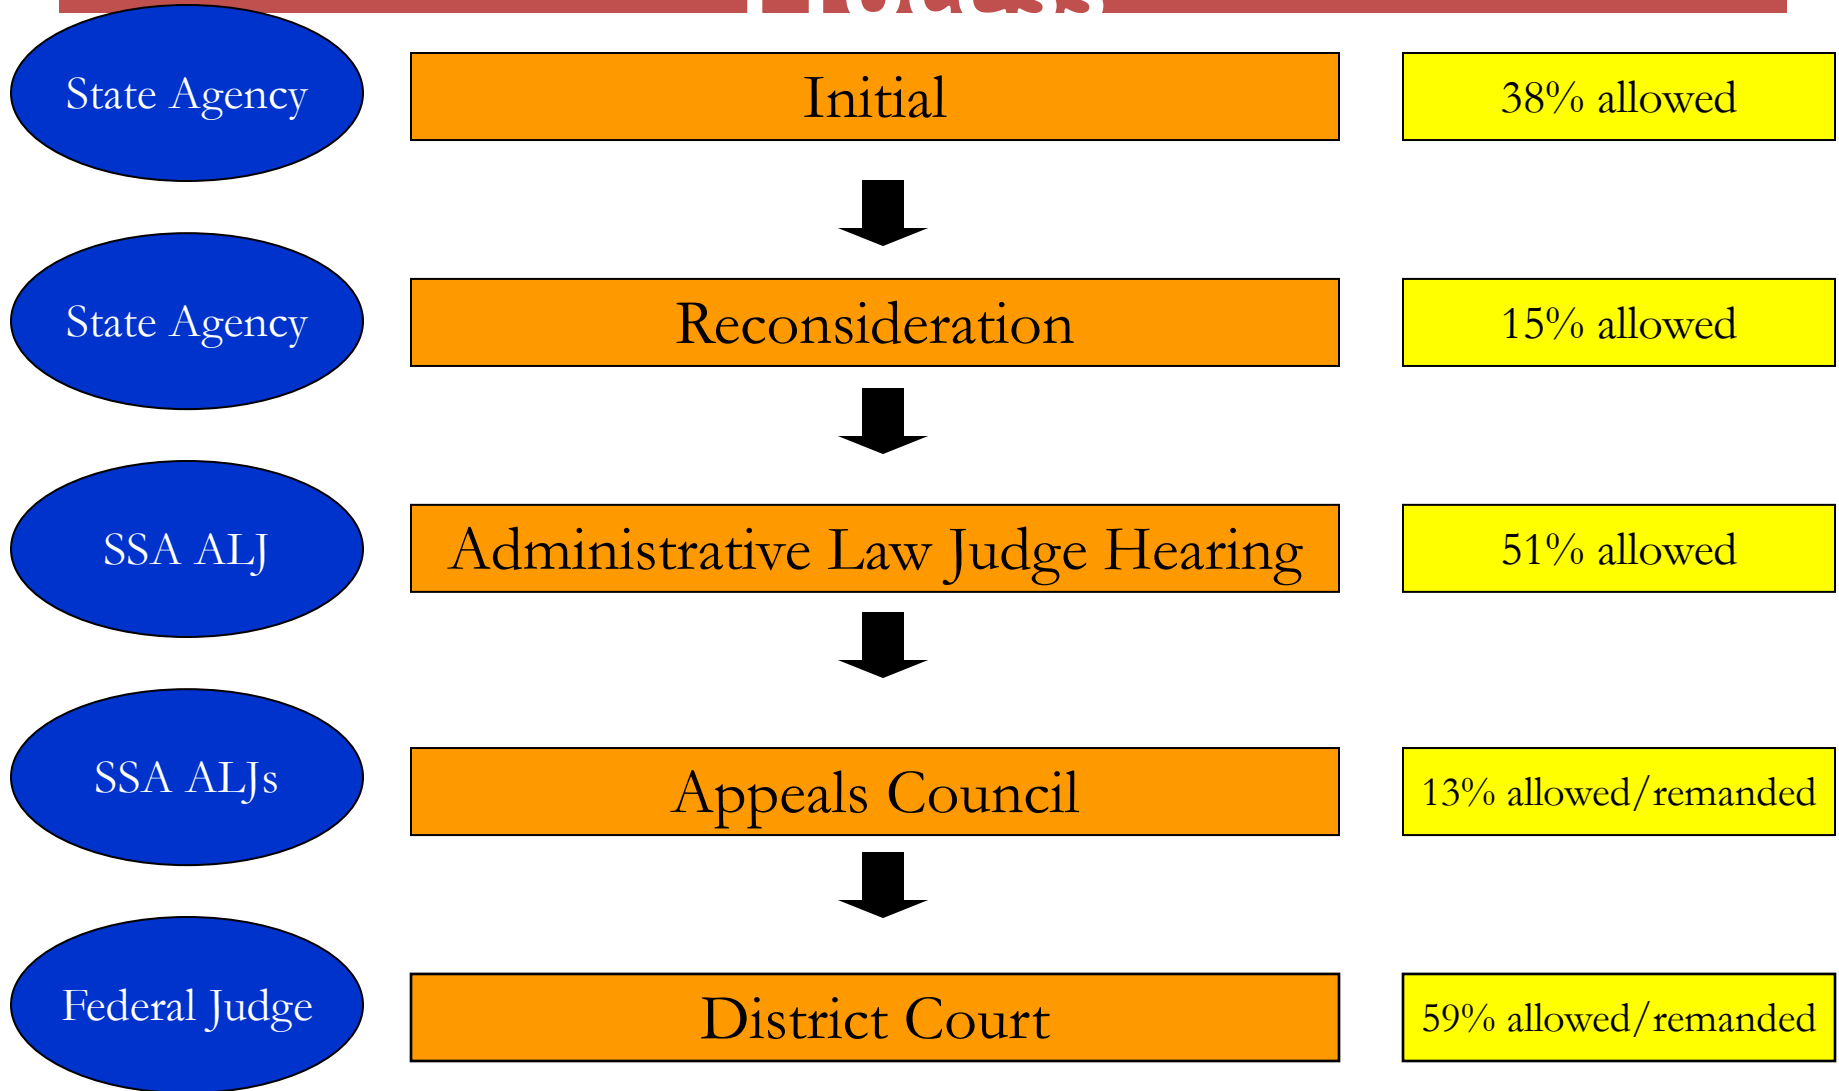 Process
State Agency
Initial
38% allowed
State Agency
Reconsideration
15% allowed
SSA ALJ
Administrative Law Judge Hearing
51% allowed
SSA ALJs
Appeals Council
13% allowed/remanded
Federal Judge
District Court
59% allowed/remanded